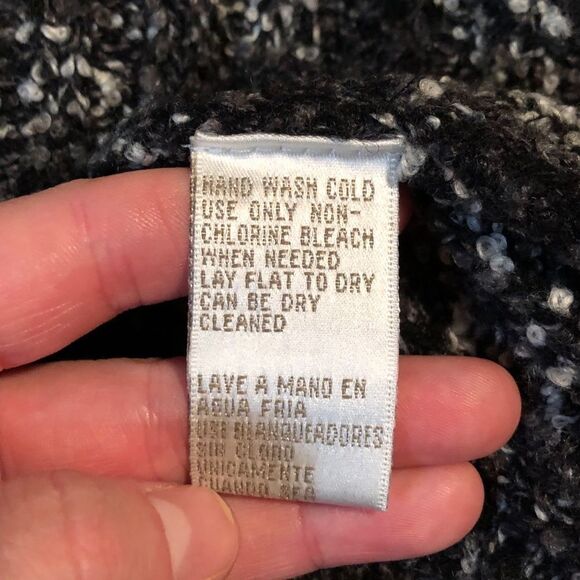 HAND WASH COLD
USE ONLY NON-
CHLORINE BLEACH
WHEN NEEDED
LAY FLAT TO DRY
CAN BE DRY
CLEANED
LAVE A MANO EN
AGUA FRIA
USE BLANQUEADORES
SIN CLORO
UNICAMENTE
CUANDO SEA